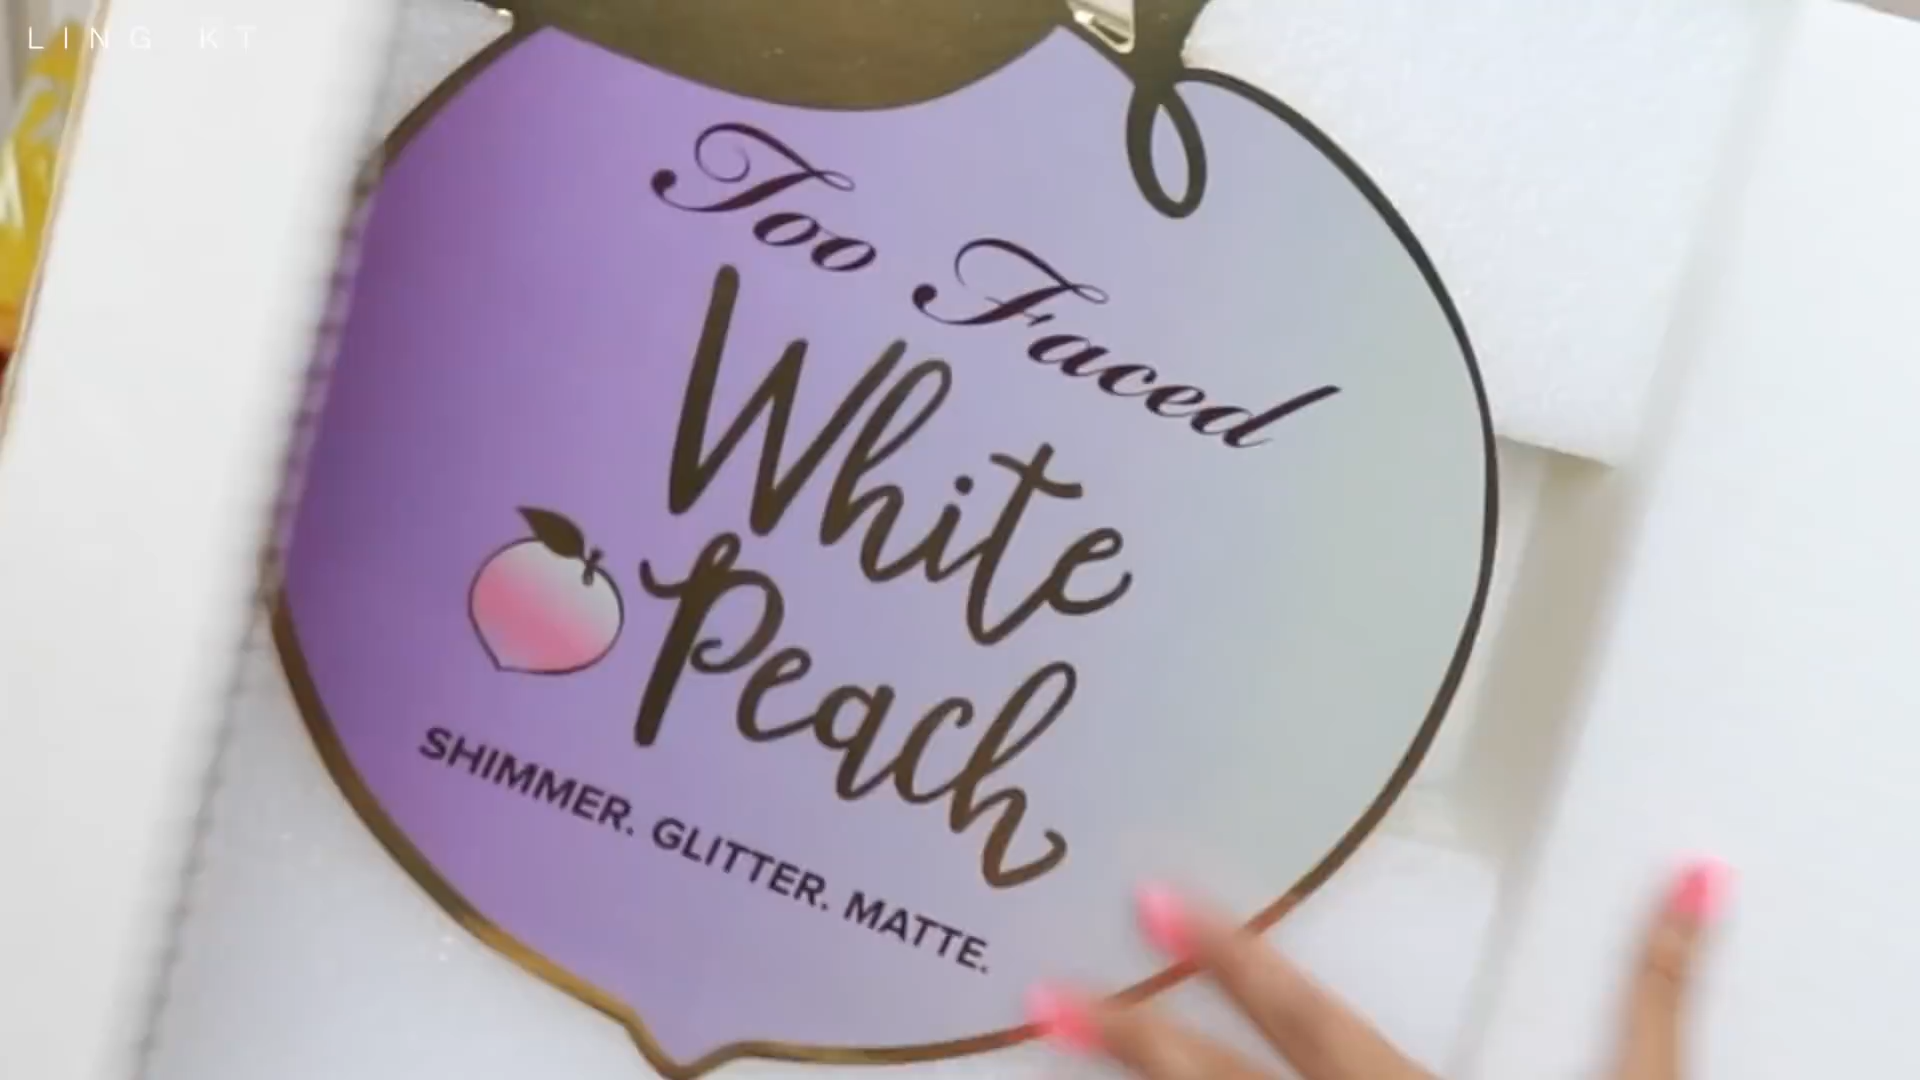 LING KT
Too Faced
White
Peach
SHIMMER. GLITTER. MATTE.